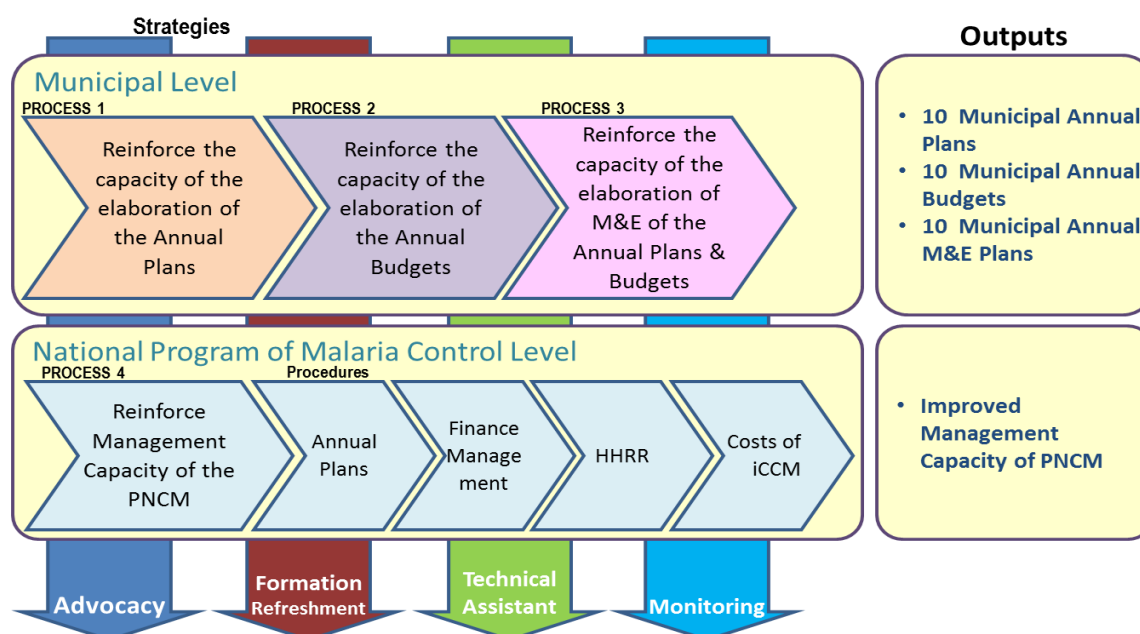 Strategies
Outputs
Municipal Level
PROCESS 1
Reinforce the
capacity of the
elaboration of
the Annual
Plans
PROCESS 2
Reinforce the
capacity of the
elaboration of
the Annual
Budgets
PROCESS 3
Reinforce the
capacity of the
elaboration of
M&E of the
Annual Plans &
Budgets
• 10 Municipal Annual
Plans
• 10 Municipal Annual
Budgets
• 10 Municipal Annual
M&E Plans
National Program of Malaria Control Level
PROCESS 4
Reinforce
Management
Capacity of the
PNCM
Procedures
Annual
Plans
Finance
Manage
ment
HHRR
Costs of
iCCM
• Improved
Management
Capacity of PNCM
Advocacy
Formation
Refreshment
Technical
Assistant
Monitoring